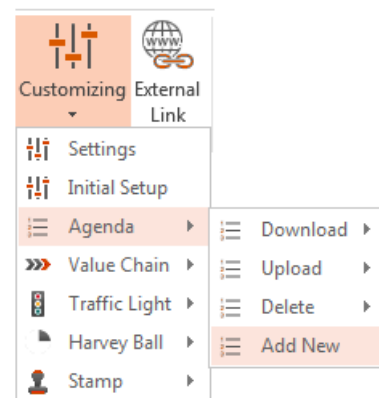 www
Customizing
External
Link
Settings
Initial Setup
Agenda
Value Chain
Traffic Light
Harvey Ball
Stamp
Download
Upload
Delete
Add New